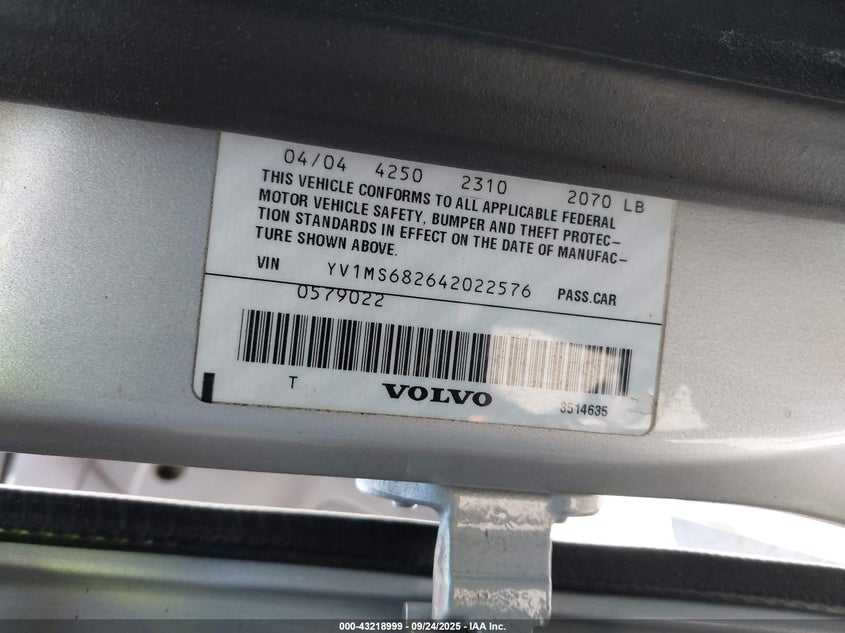 04/04 4250 2310 2070 LB
THIS VEHICLE CONFORMS TO ALL APPLICABLE FEDERAL
MOTOR VEHICLE SAFETY, BUMPER AND THEFT PROTEC-
TION STANDARDS IN EFFECT ON THE DATE OF MANUFAC-
TURE SHOWN ABOVE.
VIN YV1MS682642022576 PASS.CAR
0579022
T VOLVO 3514635
000-43218999 - 09/24/2025 - IAA Inc.